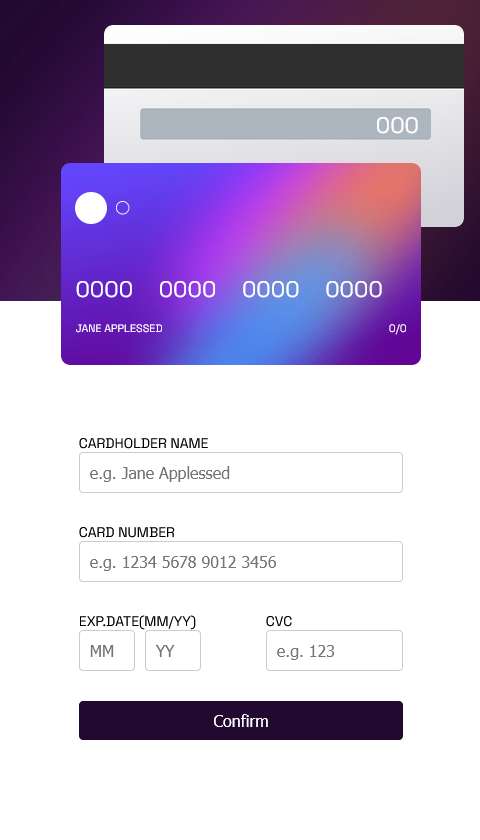 000
0000 0000 0000 0000
JANE APPLESSED 0/0
CARDHOLDER NAME
e.g. Jane Applessed
CARD NUMBER
e.g. 1234 5678 9012 3456
EXP.DATE(MM/YY) CVC
MM YY e.g. 123
Confirm